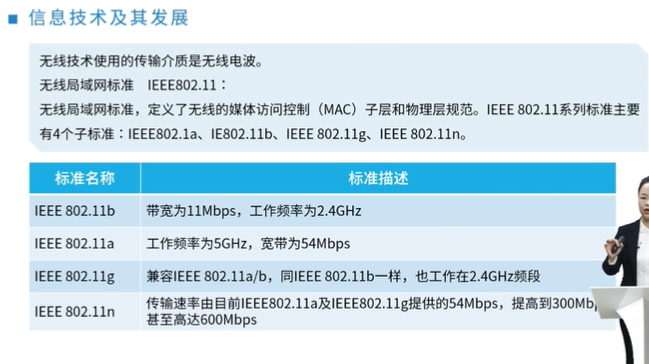 信息技术及其发展
无线技术使用的传输介质是无线电波。
无线局域网标准 IEEE802.11：
无线局域网标准，定义了无线的媒体访问控制（MAC）子层和物理层规范。IEEE 802.11系列标准主要
有4个子标准：IEEE802.1a、IE802.11b、IEEE 802.11g、IEEE 802.11n。
标准名称 标准描述
IEEE 802.11b 带宽为11Mbps，工作频率为2.4GHz
IEEE 802.11a 工作频率为5GHz，宽带为54Mbps
IEEE 802.11g 兼容IEEE 802.11a/b，同IEEE 802.11b一样，也工作在2.4GHz频段
IEEE 802.11n 传输速率由目前IEEE802.11a及IEEE802.11g提供的54Mbps，提高到300Mbp
甚至高达600Mbps